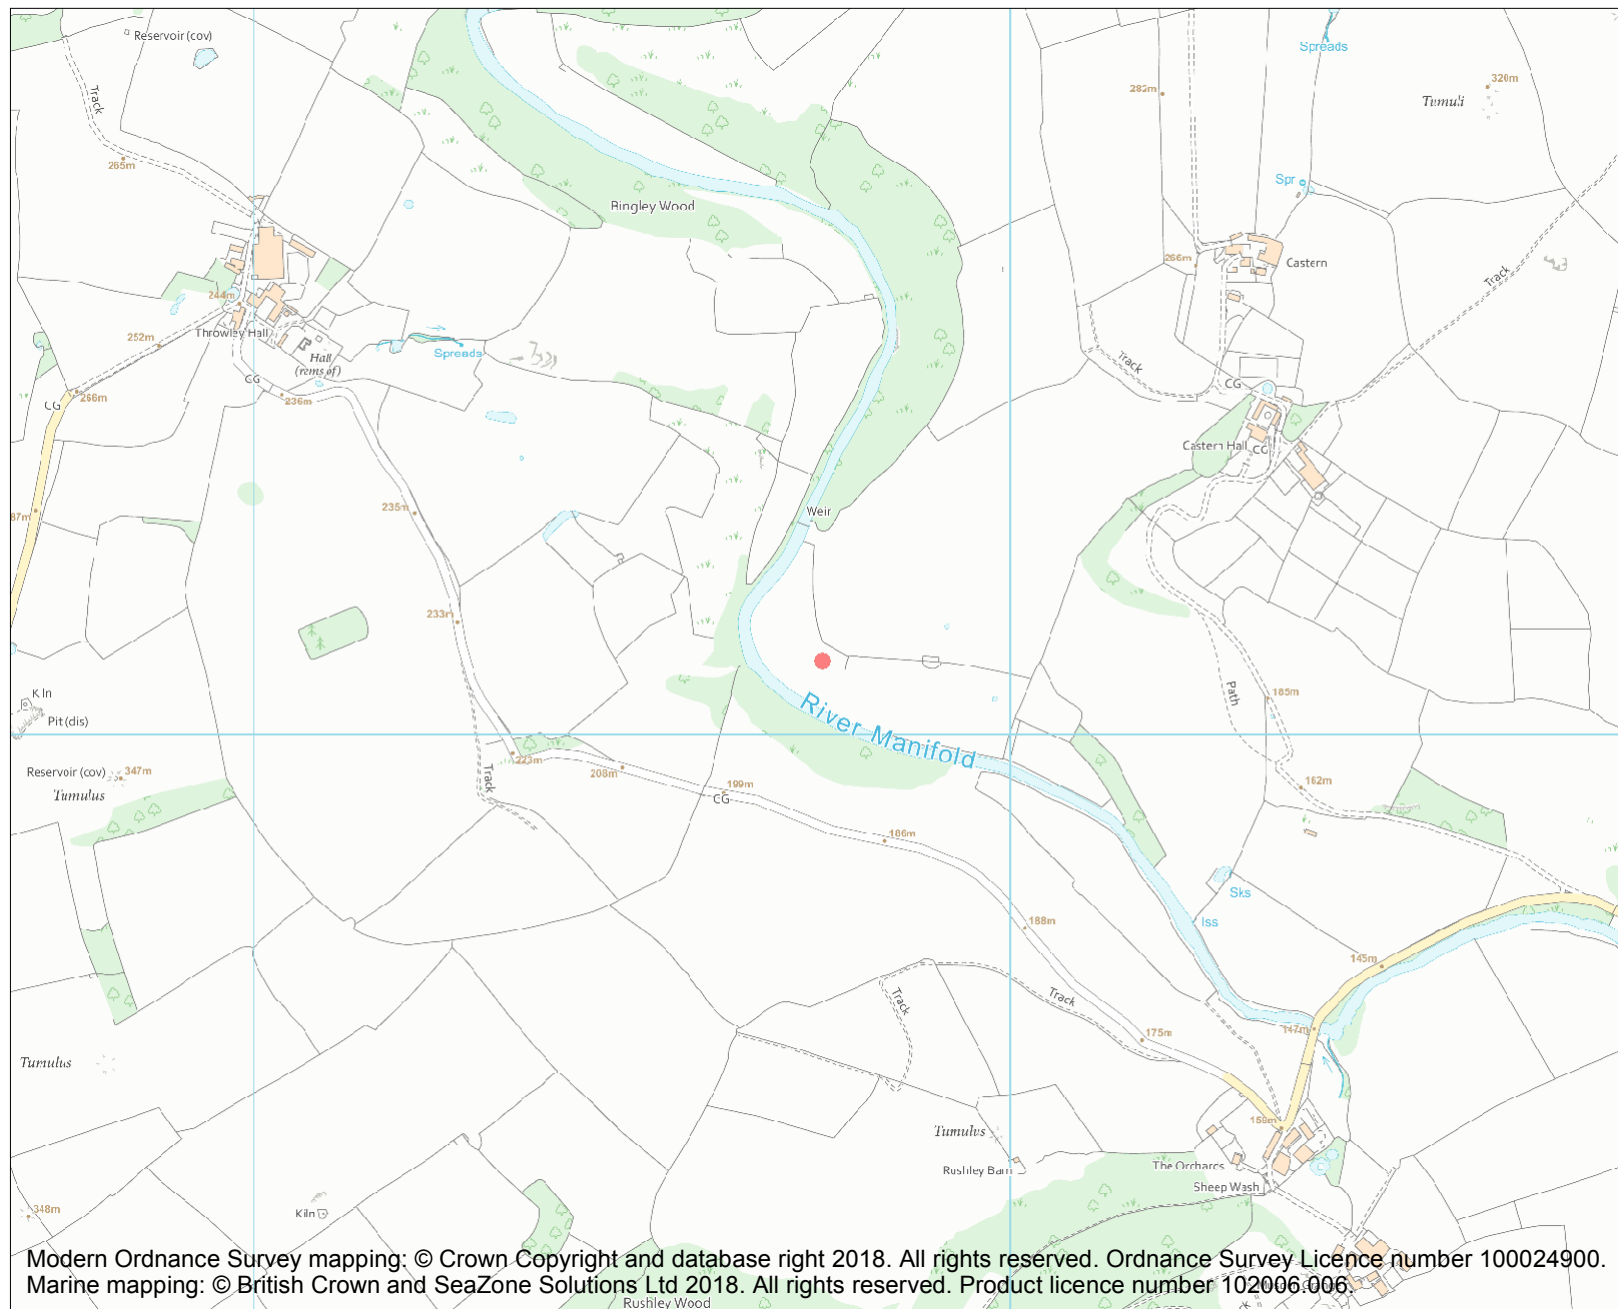 Reservoir (cov)
Spreads
320m
Tumuli
282m
Track
265m
Spr
Bingley Wood
266m
Castern
Track
244m
Throwley Hall
252m
Spreads
Hall
(rems of)
Track
CG
CG
CG
266m
236m
Castern Hall
CG
235m
87m
Weir
233m
Path
185m
Kiln
Pit (dis)
River Manifold
Reservoir (cov)
347m
Tumulus
Track
208m
199m
CG
162m
186m
Sks
Iss
188m
145m
Track
Track
147m
175m
Tumulus
159m
Tumulus
Rushley Barn
The Orchards
Sheep Wash
348m
Kiln
Modern Ordnance Survey mapping: © Crown Copyright and database right 2018. All rights reserved. Ordnance Survey Licence number 100024900.
Marine mapping: © British Crown and SeaZone Solutions Ltd 2018. All rights reserved. Product licence number 102006.006.
Rushley Wood